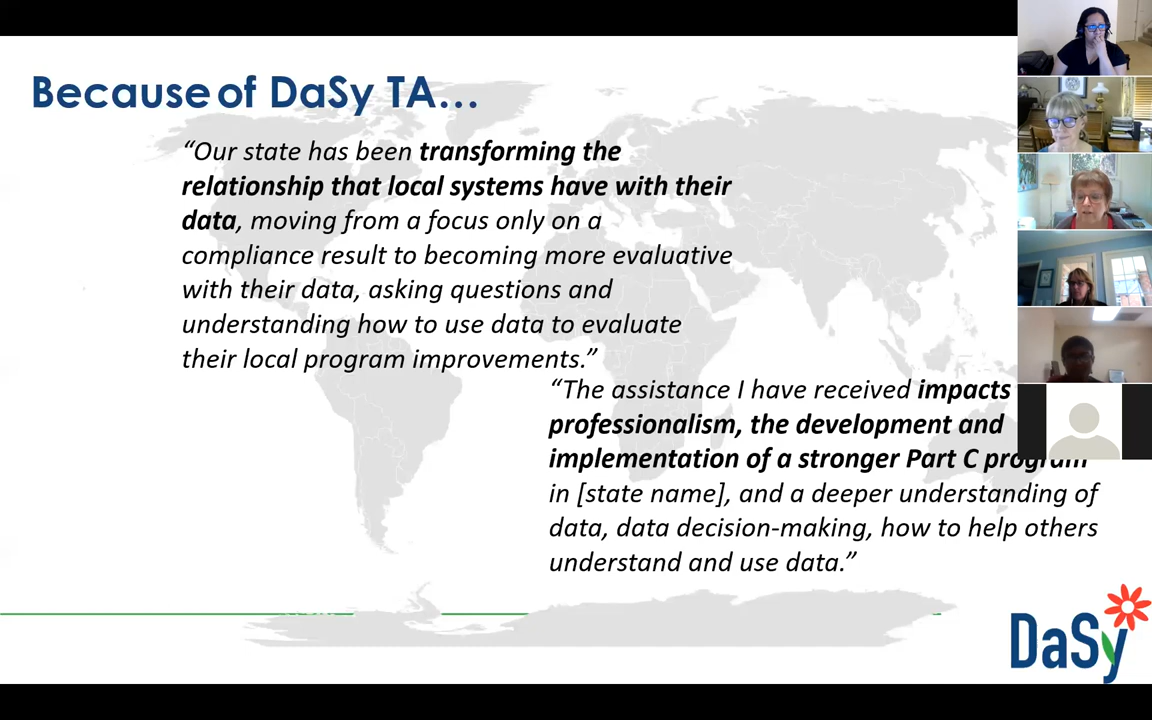 Because of DaSy TA…
“Our state has been transforming the
relationship that local systems have with their
data, moving from a focus only on a
compliance result to becoming more evaluative
with their data, asking questions and
understanding how to use data to evaluate
their local program improvements.”
“The assistance I have received impacts
professionalism, the development and
implementation of a stronger Part C program
in [state name], and a deeper understanding of
data, data decision-making, how to help others
understand and use data.”
DaSy